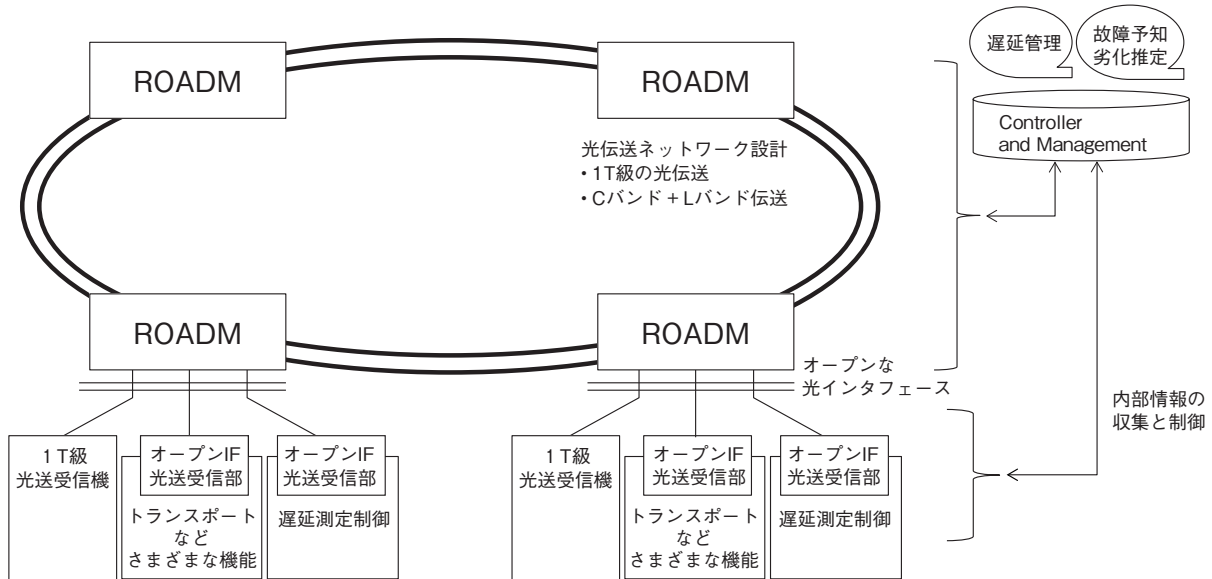 ROADM
ROADM
遅延管理
故障予知
劣化推定
Controller
and Management
光伝送ネットワーク設計
・1T級の光伝送
・Cバンド＋Lバンド伝送
ROADM
ROADM
オープンな
光インタフェース
内部情報の
収集と制御
1T級
光送受信機
オープンIF
光送受信部
トランスポート
など
さまざまな機能
オープンIF
光送受信部
遅延測定制御
1T級
光送受信機
オープンIF
光送受信部
トランスポート
など
さまざまな機能
オープンIF
光送受信部
遅延測定制御